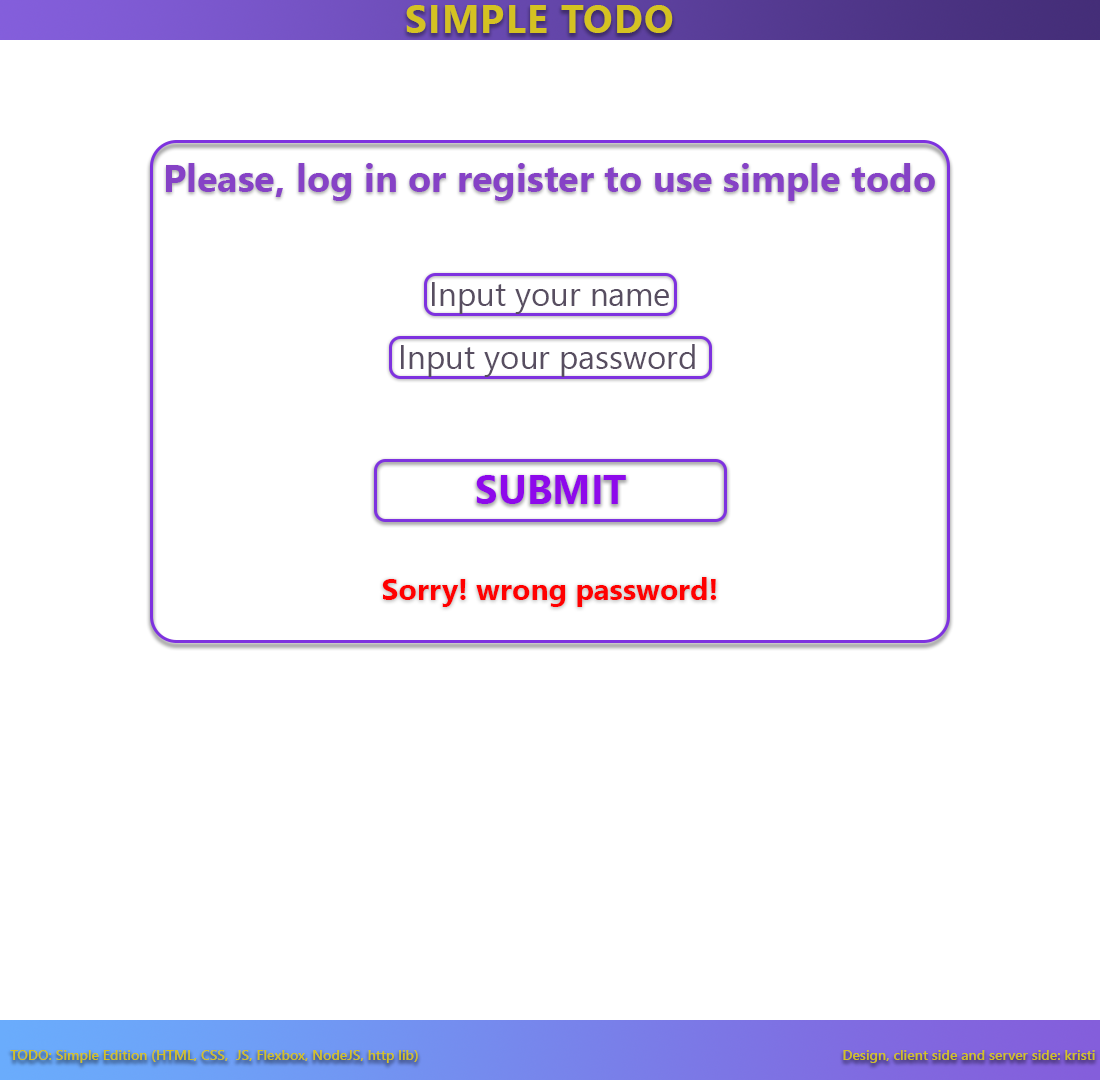 SIMPLE TODO
Please, log in or register to use simple todo
Input your name
Input your password
SUBMIT
Sorry! wrong password!
TODO: Simple Edition (HTML, CSS,  JS, Flexbox, NodeJS, http lib)
Design, client side and server side: kristi